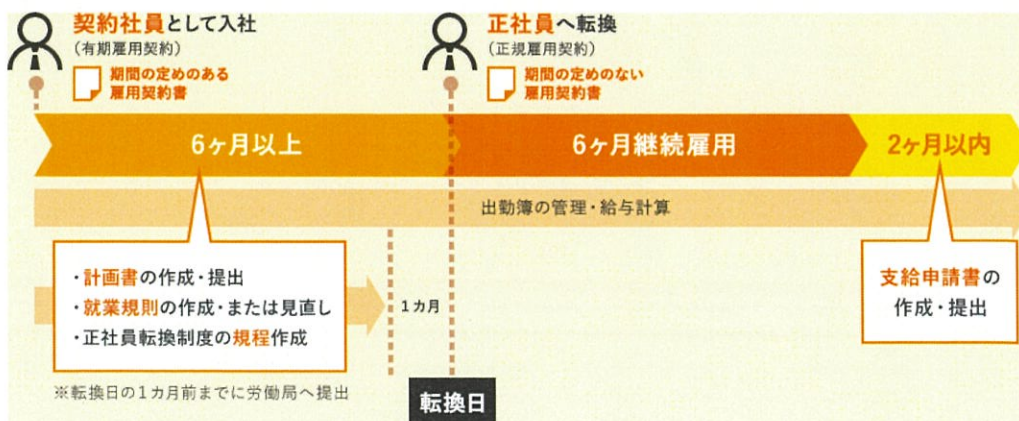 契約社員として入社
(有期雇用契約)
期間の定めのある
雇用契約書
正社員へ転換
(正規雇用契約)
期間の定めのない
雇用契約書
6ヶ月以上
6ヶ月継続雇用
2ヶ月以内
出勤簿の管理・給与計算
・計画書の作成・提出
・就業規則の作成・または見直し
・正社員転換制度の規程作成
1カ月
支給申請書の
作成・提出
※転換日の1カ月前までに労働局へ提出
転換日